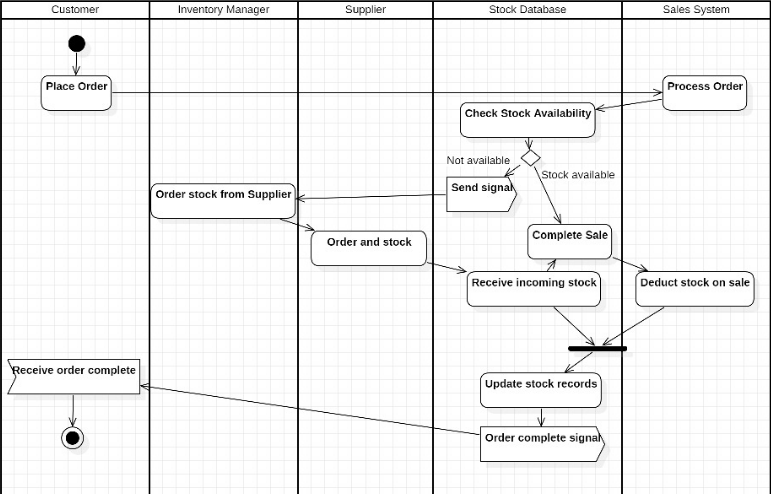 Customer
Inventory Manager
Supplier
Stock Database
Sales System
Place Order
Process Order
Check Stock Availability
Not available
Stock available
Send signal
Order stock from Supplier
Complete Sale
Order and stock
Receive incoming stock
Deduct stock on sale
Receive order complete
Update stock records
Order complete signal